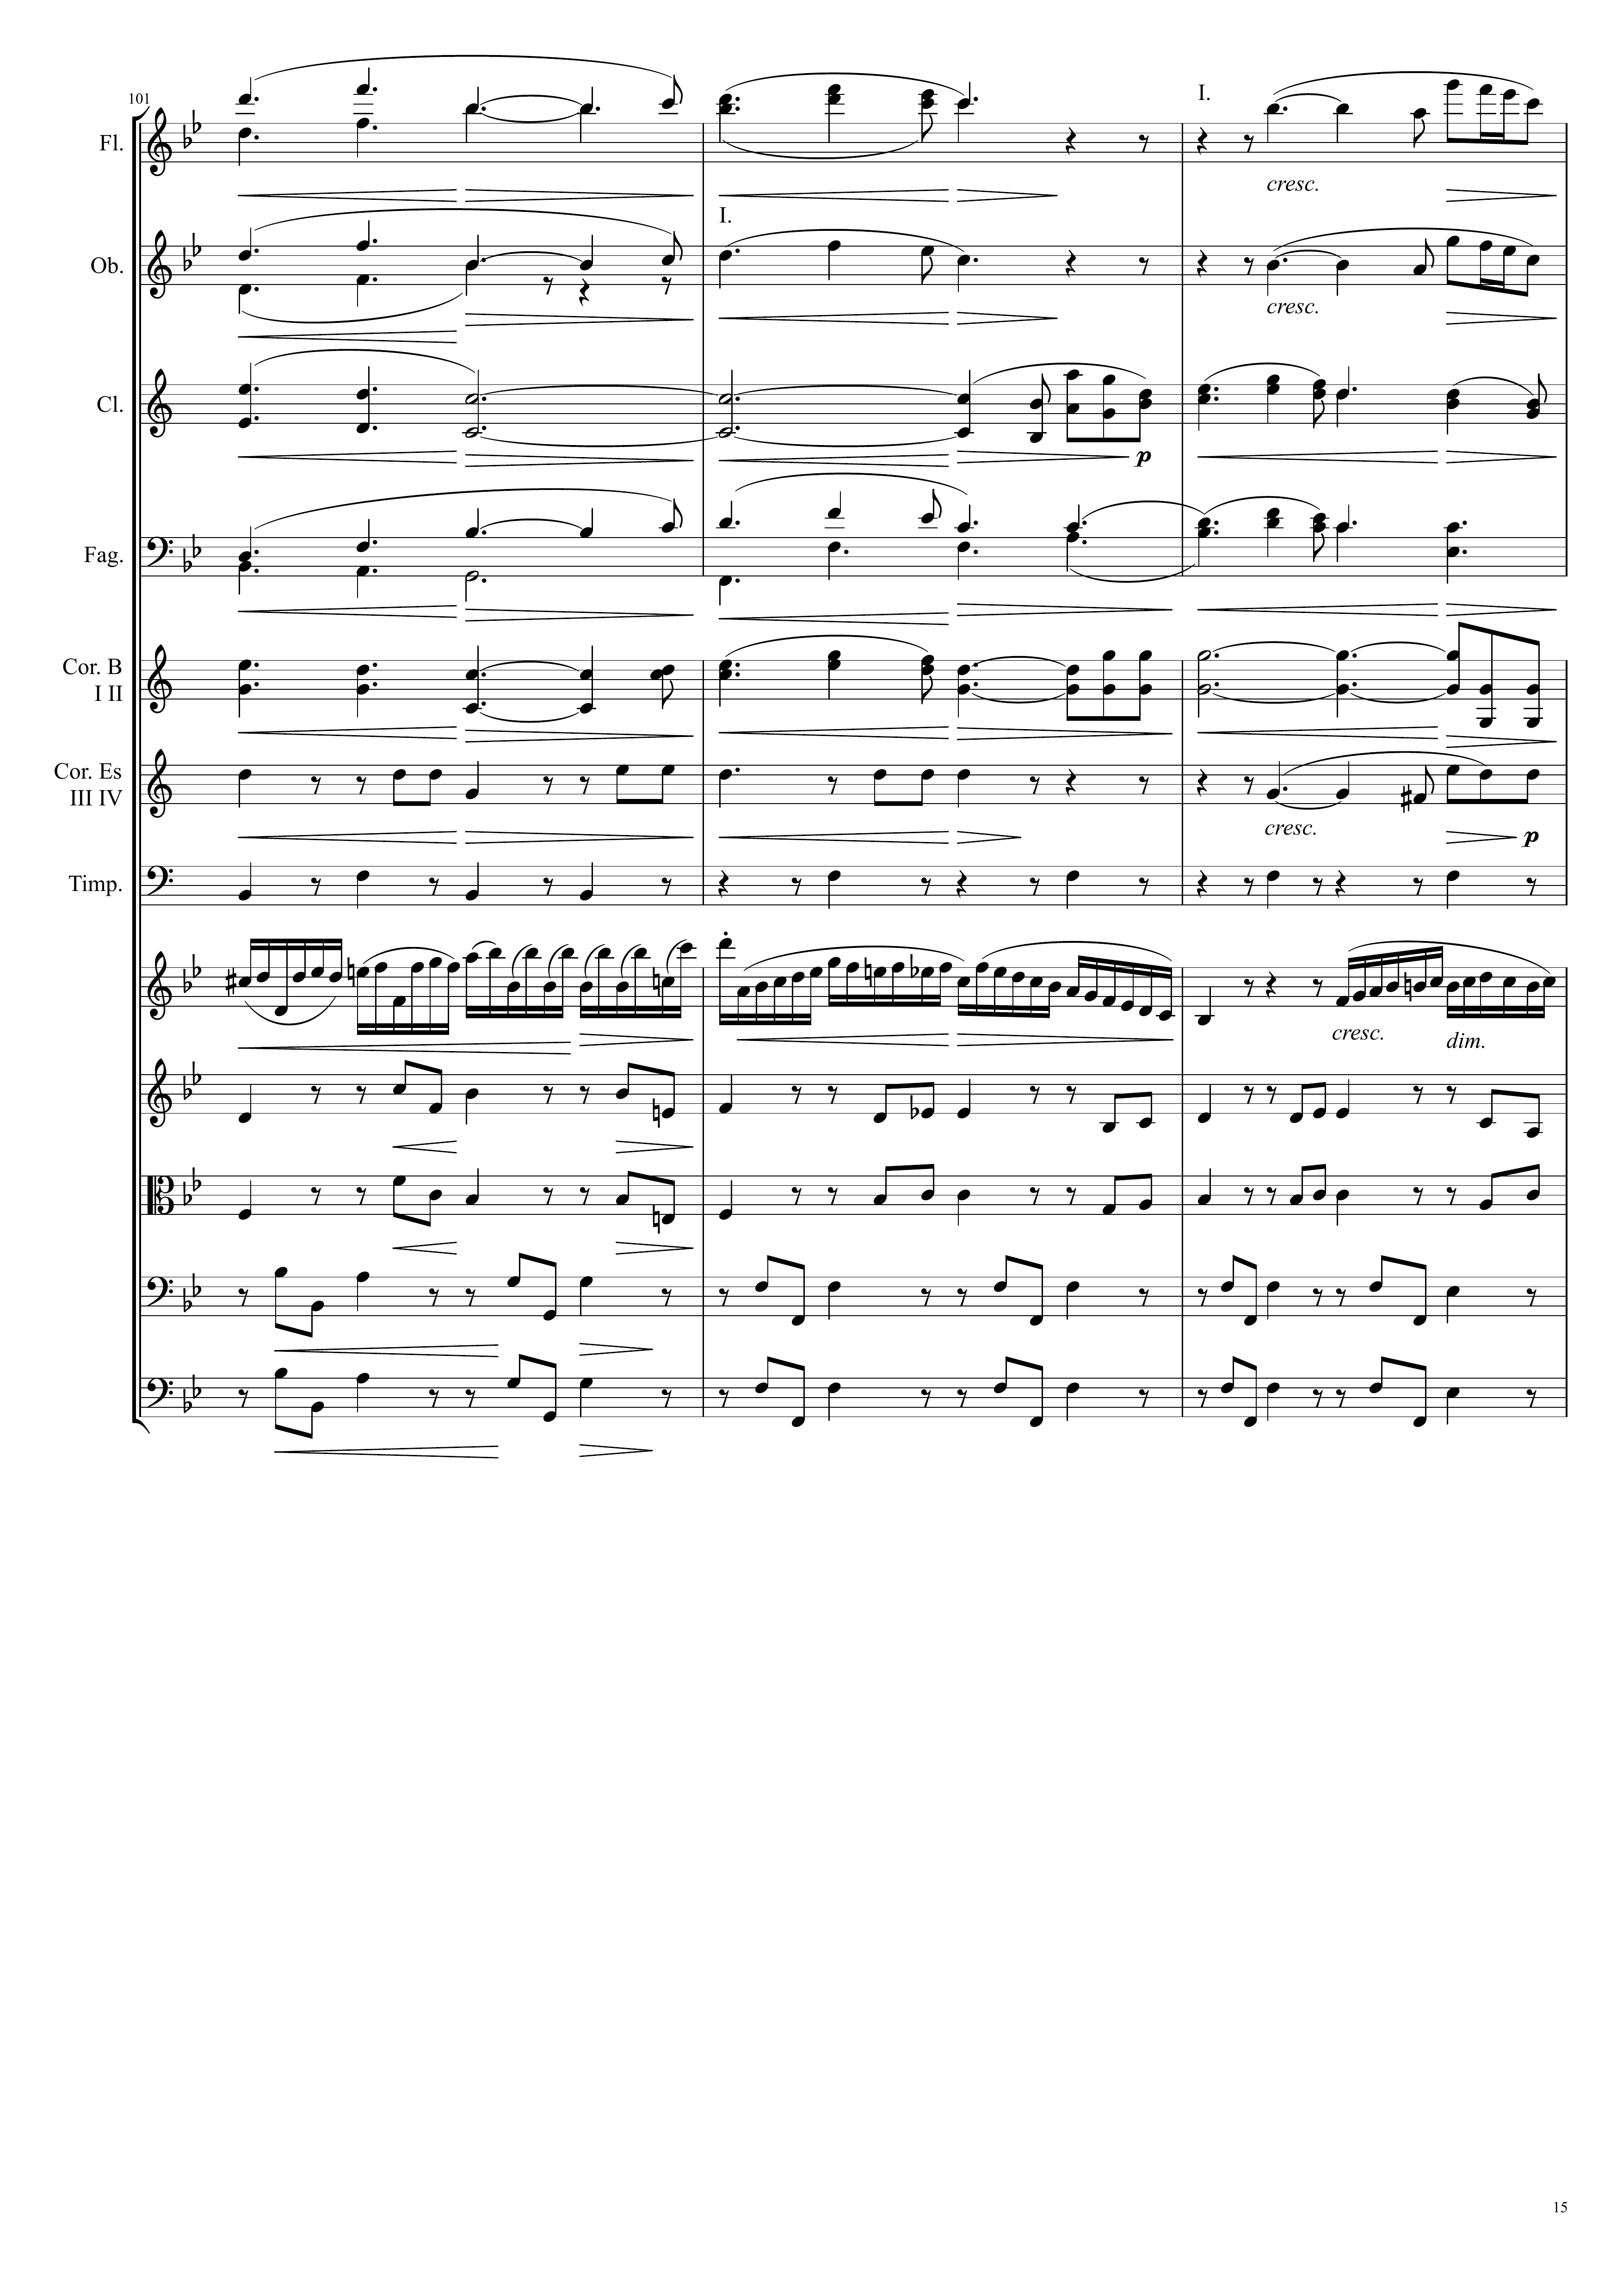 101
Fl.
I.
cresc.
Ob.
I.
cresc.
Cl.
p
Fag.
Cor. B
I II
Cor. Es
III IV
cresc.
p
Timp.
cresc.
dim.
15